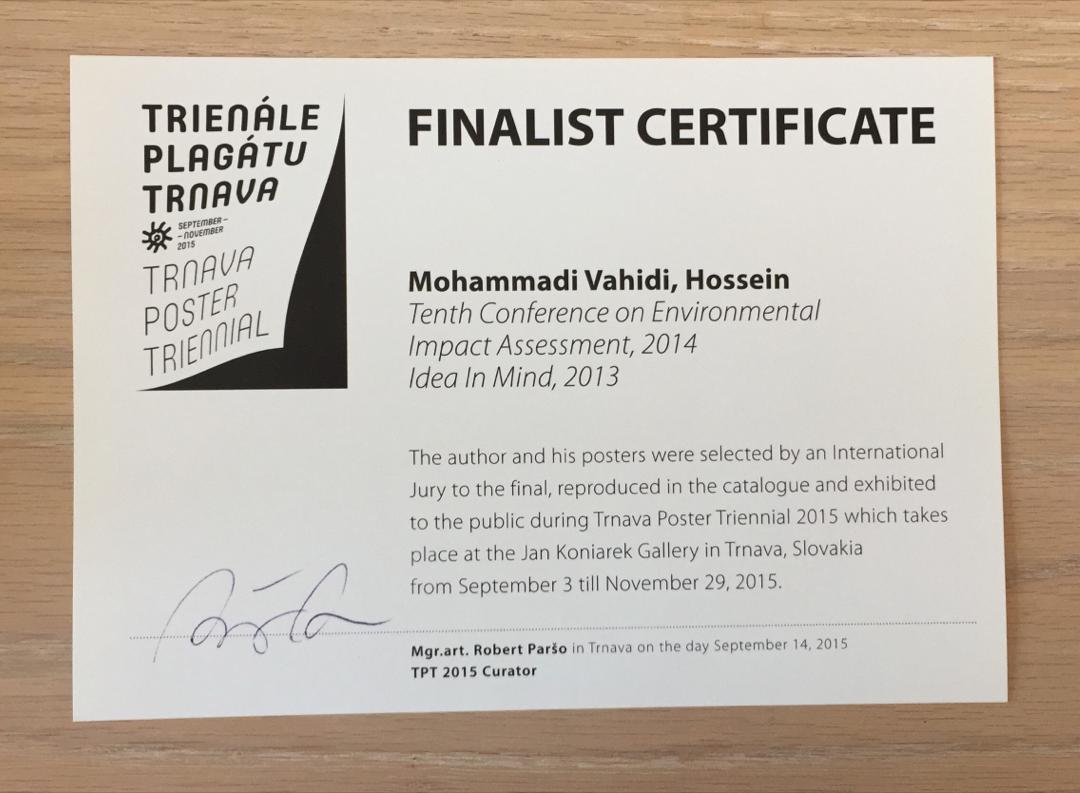 TRIENÁLE
PLAGÁTU
TRNAVA
SEPTEMBER–
–NOVEMBER
2015
TRNAVA
POSTER
TRIENNIAL
FINALIST CERTIFICATE
Mohammadi Vahidi, Hossein
Tenth Conference on Environmental
Impact Assessment, 2014
Idea In Mind, 2013
The author and his posters were selected by an International
Jury to the final, reproduced in the catalogue and exhibited
to the public during Trnava Poster Triennial 2015 which takes
place at the Jan Koniarek Gallery in Trnava, Slovakia
from September 3 till November 29, 2015.
Mgr.art. Robert Paršo in Trnava on the day September 14, 2015
TPT 2015 Curator